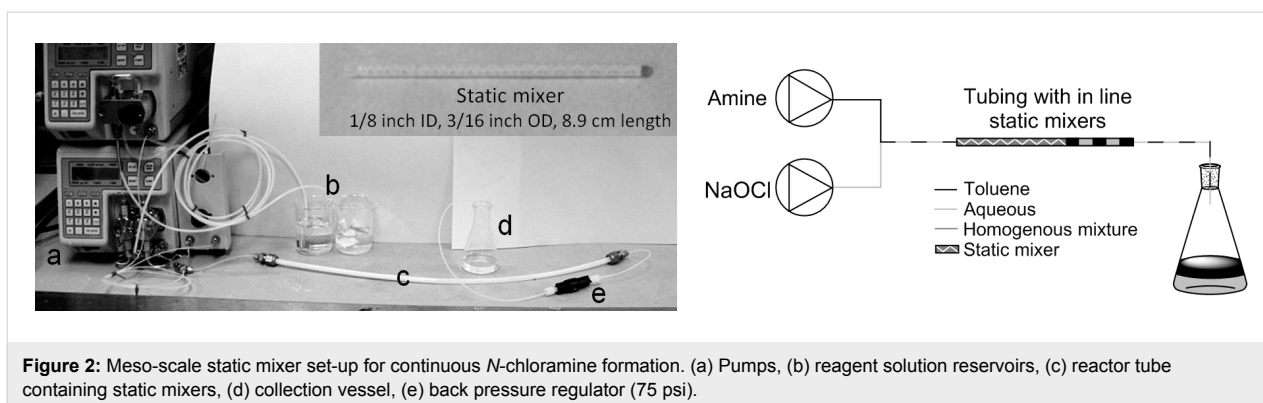 Static mixer
1/8 inch ID, 3/16 inch OD, 8.9 cm length
a
b
c
d
e
Amine
NaOCl
Tubing with in line
static mixers
Toluene
Aqueous
Homogenous mixture
Static mixer
Figure 2: Meso-scale static mixer set-up for continuous N-chloramine formation. (a) Pumps, (b) reagent solution reservoirs, (c) reactor tube
containing static mixers, (d) collection vessel, (e) back pressure regulator (75 psi).